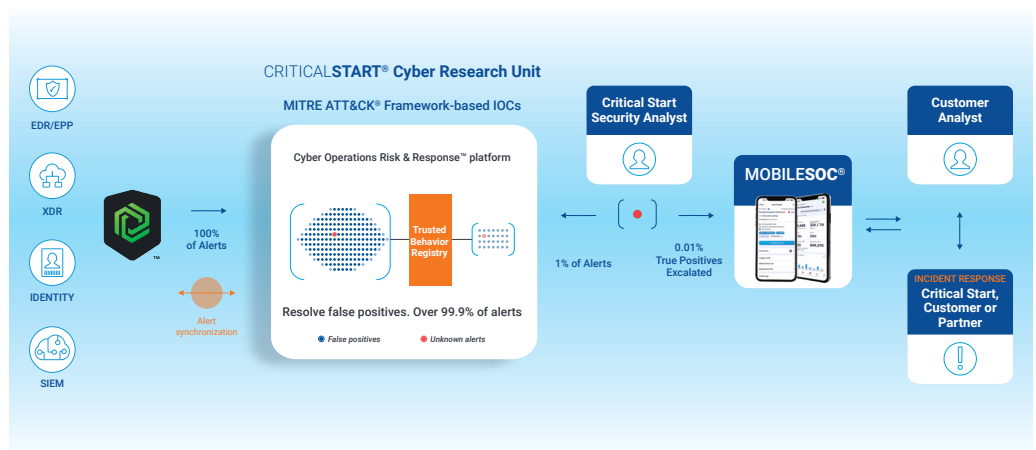 EDR/EPP
XDR
IDENTITY
SIEM
™
100%
of Alerts
Alert
synchronization
CRITICALSTART® Cyber Research Unit
MITRE ATT&CK® Framework-based IOCs
Cyber Operations Risk & Response™ platform
Trusted
Behavior
Registry
Resolve false positives. Over 99.9% of alerts
False positives
Unknown alerts
1% of Alerts
Critical Start
Security Analyst
0.01%
True Positives
Excalated
MOBILESOC®
Customer
Analyst
INCIDENT RESPONSE
Critical Start,
Customer or
Partner